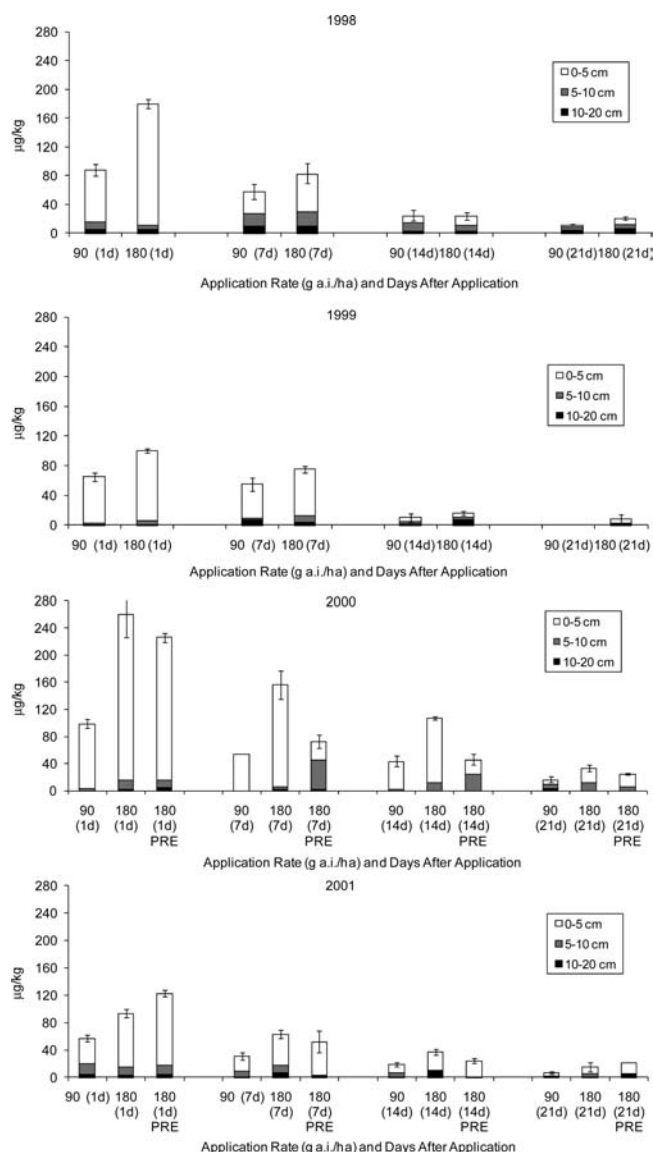 1998
280
240
200
160
120
80
40
0
µg/kg
0-5 cm
5-10 cm
10-20 cm
90 (1d) 180 (1d) 90 (7d) 180 (7d) 90 (14d) 180 (14d) 90 (21d) 180 (21d)
Application Rate (g a.i./ha) and Days After Application
1999
280
240
200
160
120
80
40
0
µg/kg
0-5 cm
5-10 cm
10-20 cm
90 (1d) 180 (1d) 90 (7d) 180 (7d) 90 (14d) 180 (14d) 90 (21d) 180 (21d)
Application Rate (g a.i./ha) and Days After Application
2000
280
240
200
160
120
80
40
0
µg/kg
0-5 cm
5-10 cm
10-20 cm
90 180 180 90 180 180 90 180 180 90 180 180
(1d) (1d) (1d) (7d) (7d) (7d) (14d) (14d) (14d) (21d) (21d) (21d)
PRE PRE PRE PRE
Application Rate (g a.i./ha) and Days After Application
2001
280
240
200
160
120
80
40
0
µg/kg
0-5 cm
5-10 cm
10-20 cm
90 (1d) 180 180 90 (7d) 180 180 90 180 180 90 180 180
(1d) (1d) (7d) (7d) (14d) (14d) (14d) (21d) (21d) (21d)
PRE PRE PRE PRE
Application Rate (g a.i./ha) and Days After Application